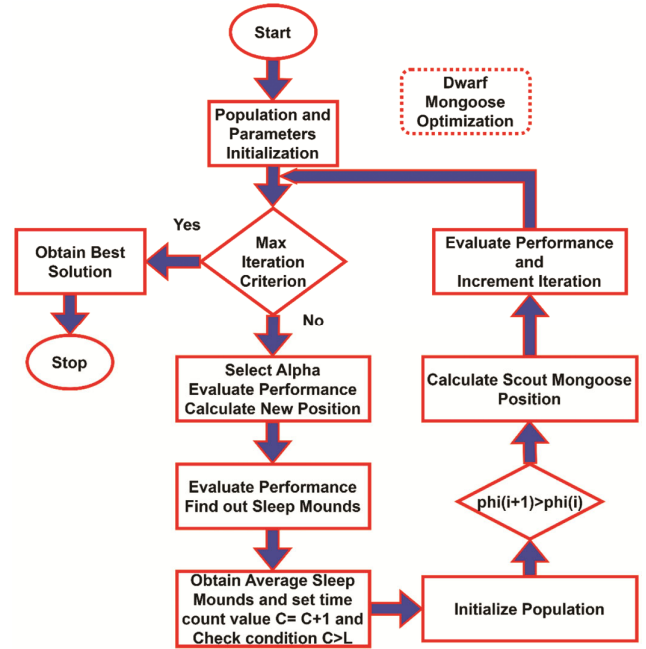 Start
Dwarf
Mongoose
Optimization
Population and
Parameters
Initialization
Yes
Max
Iteration
Criterion
Obtain Best
Solution
Evaluate Performance
and
Increment Iteration
No
Stop
Select Alpha
Evaluate Performance
Calculate New Position
Calculate Scout Mongoose
Position
Evaluate Performance
Find out Sleep Mounds
phi(i+1)>phi(i)
Obtain Average Sleep
Mounds and set time
count value C= C+1 and
Check condition C>L
Initialize Population